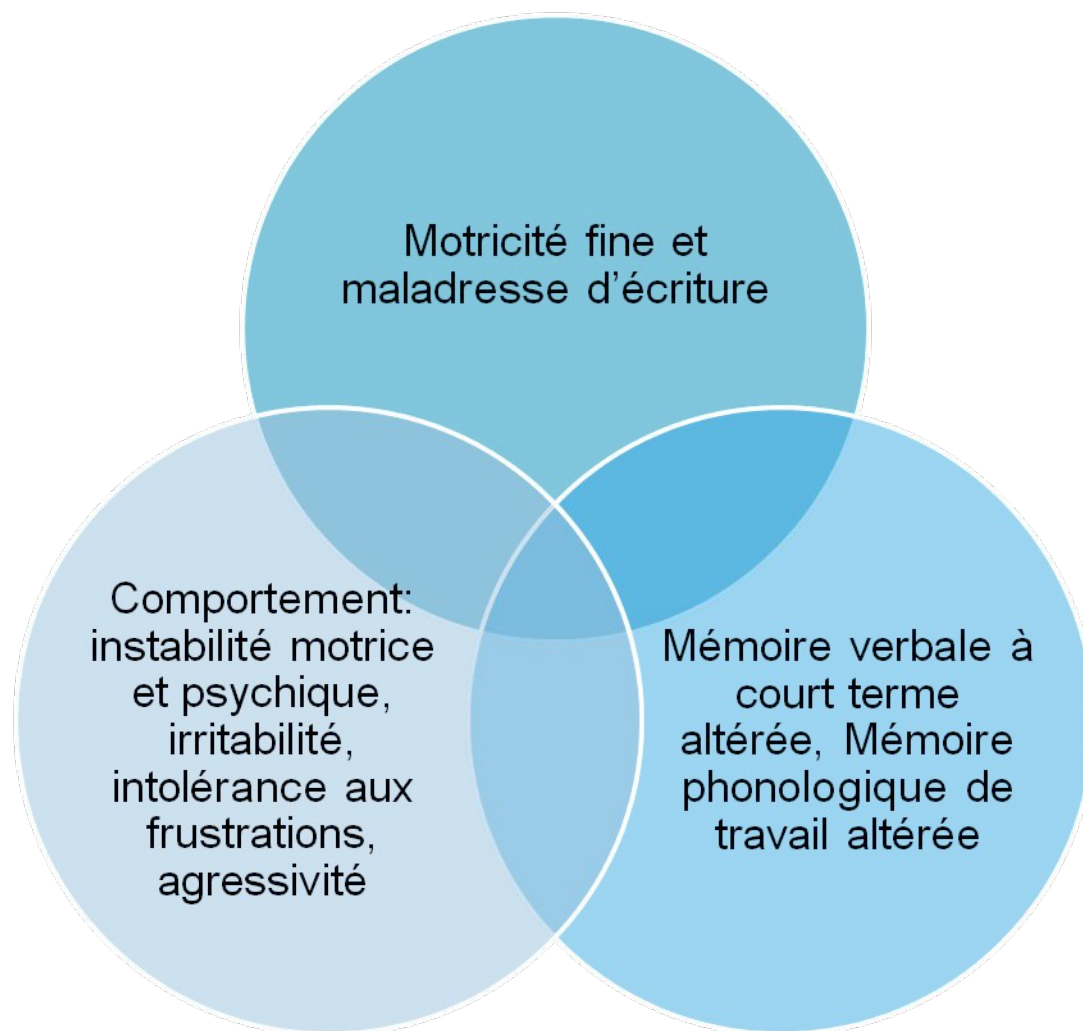 Motricité fine et
maladresse d’écriture
Comportement:
instabilité motrice
et psychique,
irritabilité,
intolérance aux
frustrations,
agressivité
Mémoire verbale à
court terme
altérée, Mémoire
phonologique de
travail altérée